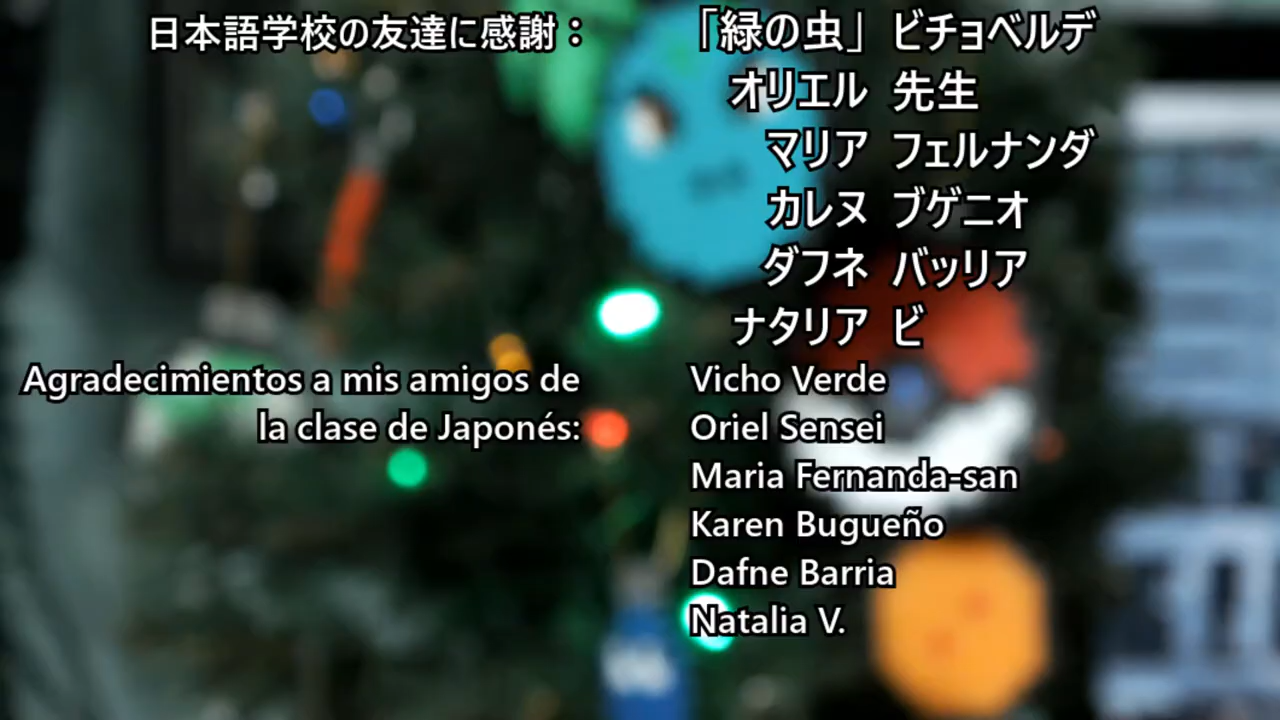 日本語学校の友達に感謝：
「緑の虫」 ビチョベルデ
オリエル 先生
マリア フェルナンダ
カレヌ ブゲニオ
ダフネ バッリア
ナタリア ビ
Agradecimientos a mis amigos de
la clase de Japonés:
Vicho Verde
Oriel Sensei
Maria Fernanda-san
Karen Bugueño
Dafne Barria
Natalia V.